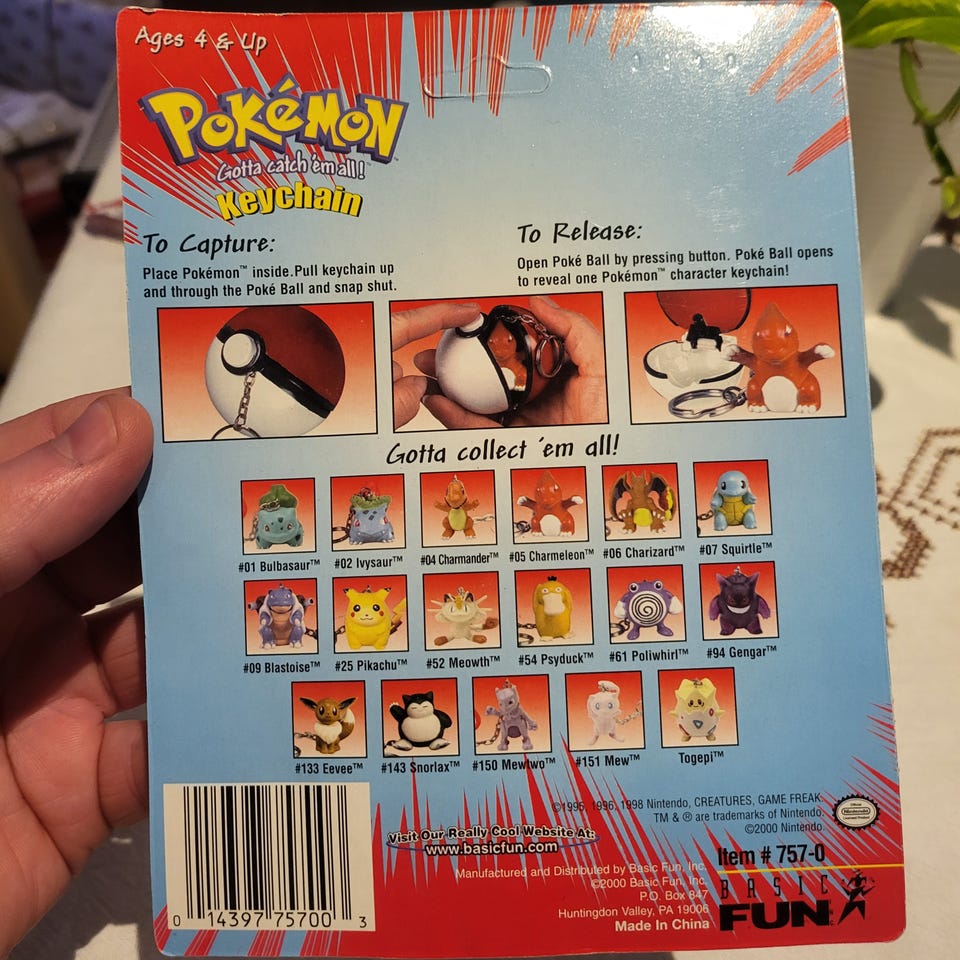 Ages 4 & Up
POKéMON™
Gotta catch 'em all!
Keychain
To Capture:
Place Pokémon™ inside.Pull keychain up
and through the Poké Ball and snap shut.
To Release:
Open Poké Ball by pressing button. Poké Ball opens
to reveal one Pokémon™ character keychain!
Gotta collect 'em all!
#01 Bulbasaur™ #02 Ivysaur™ #04 Charmander™ #05 Charmeleon™ #06 Charizard™ #07 Squirtle™
#09 Blastoise™ #25 Pikachu™ #52 Meowth™ #54 Psyduck™ #61 Poliwhirl™ #94 Gengar™
#133 Eevee™ #143 Snorlax™ #150 Mewtwo™ #151 Mew™ Togepi™
©1995, 1996, 1998 Nintendo, CREATURES, GAME FREAK.
TM & ® are trademarks of Nintendo.
©2000 Nintendo.
Official
Nintendo
Licensed Product
Visit Our Really Cool Website At:
www.basicfun.com
Item # 757-0
Manufactured and Distributed by Basic Fun, Inc.
©2000 Basic Fun, Inc.
P.O. Box 847
Huntingdon Valley, PA 19006
Made In China
BASIC
FUN
0 14397 75700 3